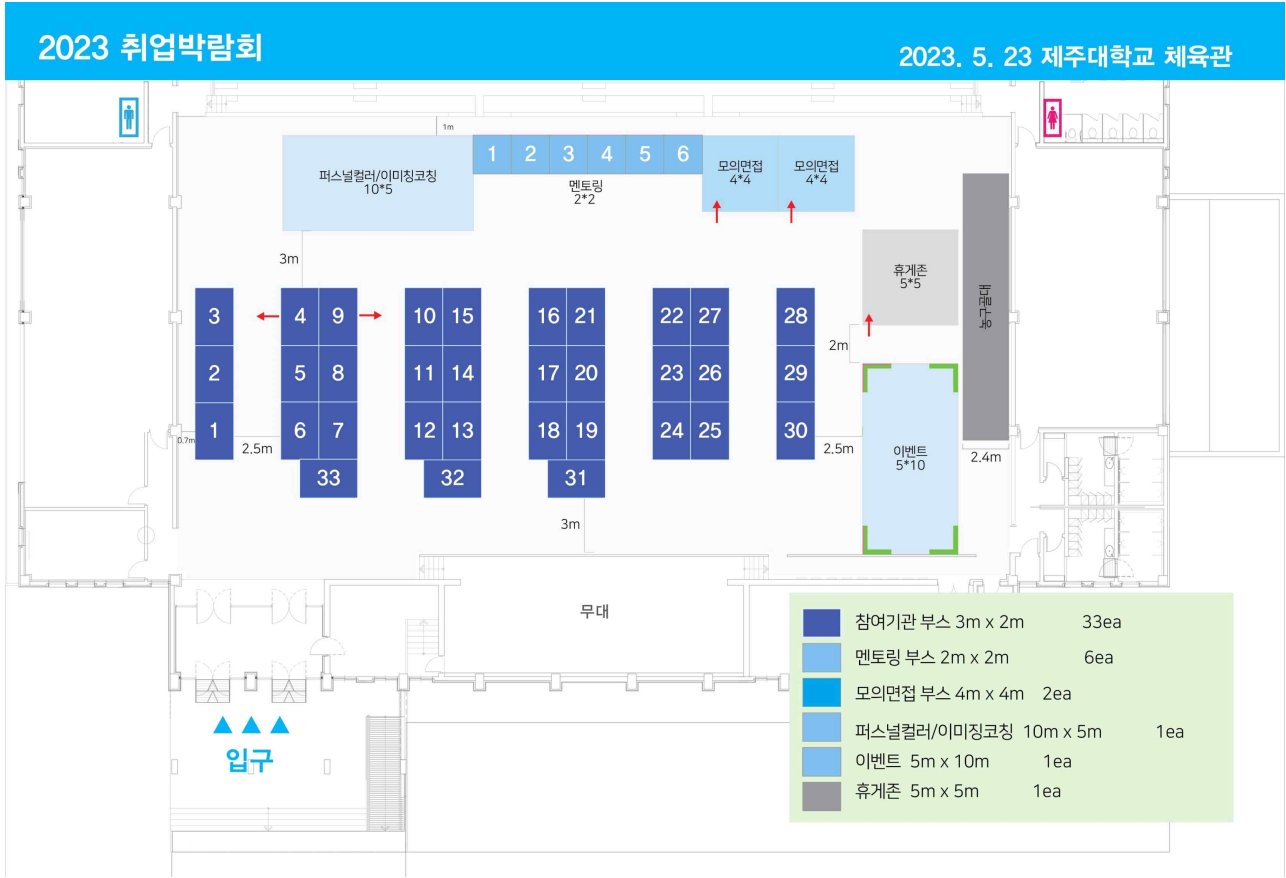 2023 취업박람회
2023. 5. 23 제주대학교 체육관
1m
퍼스널컬러/이미칭코칭
10*5
1 2 3 4 5 6
멘토링
2*2
모의면접
4*4
모의면접
4*4
3m
휴게존
5*5
농구골대
3 4 9 10 15 16 21 22 27 28
2m
2 5 8 11 14 17 20 23 26 29
1 6 7 12 13 18 19 24 25 30
0.7m
2.5m
2.5m
이벤트
5*10
2.4m
33 32 31
3m
무대
입구
참여기관 부스 3m x 2m 33ea
멘토링 부스 2m x 2m 6ea
모의면접 부스 4m x 4m 2ea
퍼스널컬러/이미징코칭 10m x 5m 1ea
이벤트 5m x 10m 1ea
휴게존 5m x 5m 1ea